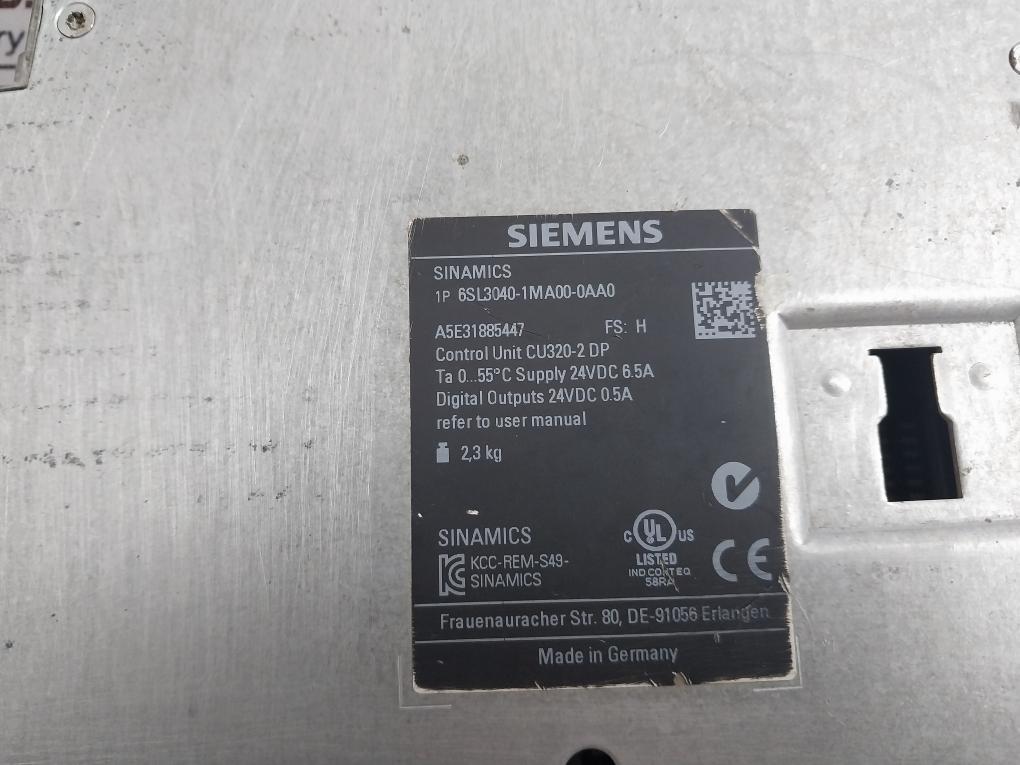 ry
SIEMENS
SINAMICS
1P 6SL3040-1MA00-0AA0
A5E31885447 FS: H
Control Unit CU320-2 DP
Ta 0...55°C Supply 24VDC 6.5A
Digital Outputs 24VDC 0.5A
refer to user manual
2,3 kg
SINAMICS
KCC-REM-S49-
SINAMICS
C UL US
LISTED
IND CONT EQ
58RA
CE
Frauenauracher Str. 80, DE-91056 Erlangen
Made in Germany